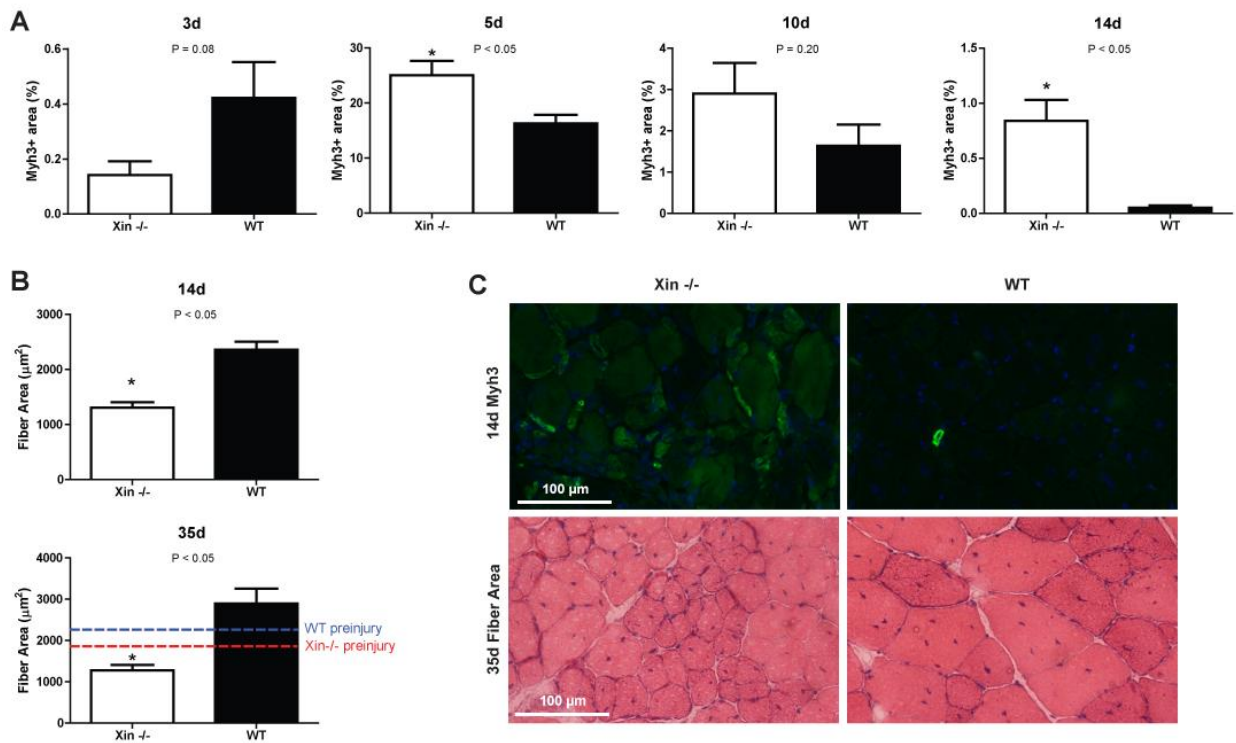 A
3d
P = 0.08
Myh3+ area (%)
0.6
0.4
0.2
0.0
Xin -/-
WT
5d
*
P < 0.05
Myh3+ area (%)
30
20
10
0
Xin -/-
WT
10d
P = 0.20
Myh3+ area (%)
4
3
2
1
0
Xin -/-
WT
14d
P < 0.05
*
Myh3+ area (%)
1.5
1.0
0.5
0.0
Xin -/-
WT
B
14d
P < 0.05
*
Fiber Area (μm²)
3000
2000
1000
0
Xin -/-
WT
35d
P < 0.05
*
Fiber Area (μm²)
4000
3000
2000
1000
0
WT preinjury
Xin-/- preinjury
Xin -/-
WT
C
Xin -/-
WT
14d Myh3
100 μm
35d Fiber Area
100 μm